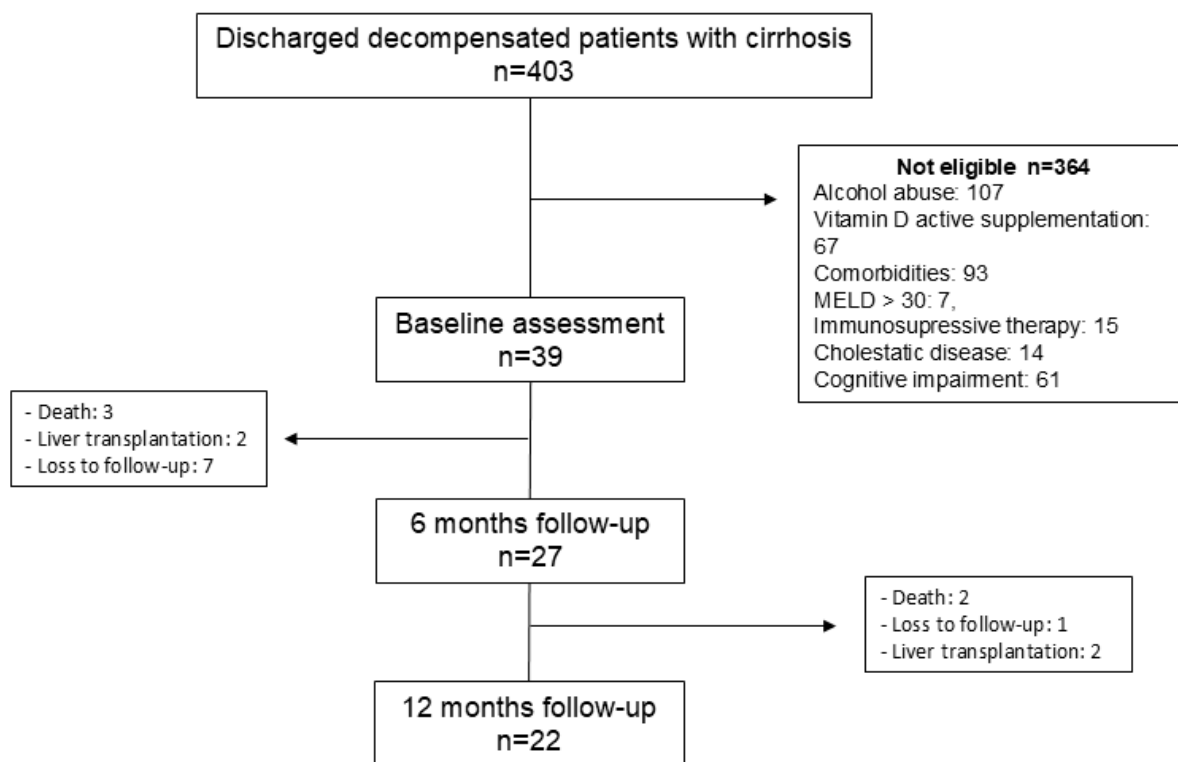 Discharged decompensated patients with cirrhosis
n=403
Not eligible n=364
Alcohol abuse: 107
Vitamin D active supplementation:
67
Comorbidities: 93
MELD > 30: 7,
Immunosupressive therapy: 15
Cholestatic disease: 14
Cognitive impairment: 61
Baseline assessment
n=39
- Death: 3
- Liver transplantation: 2
- Loss to follow-up: 7
6 months follow-up
n=27
- Death: 2
- Loss to follow-up: 1
- Liver transplantation: 2
12 months follow-up
n=22